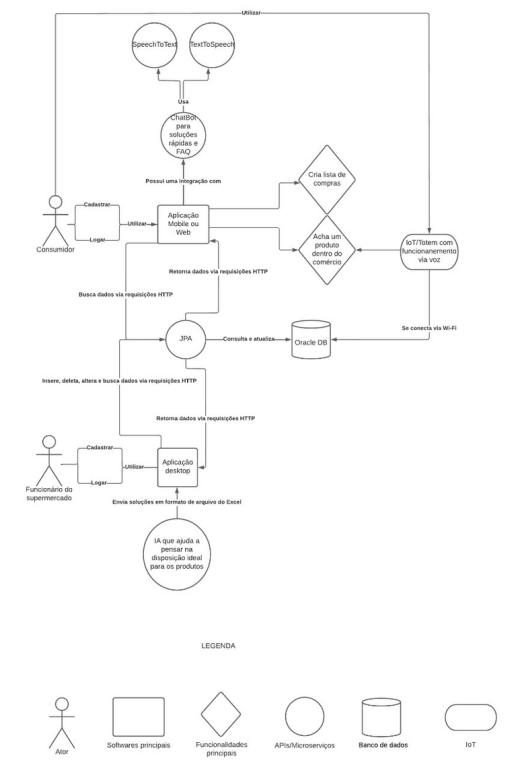 Utilizar
SpeechToText
TextToSpeech
Usa
ChatBot
para
soluções
rápidas e
FAQ
Possui uma integração com
Cria lista de
compras
Cadastrar
Utilizar
Logar
Consumidor
Aplicação
Mobile ou
Web
Acha um
produto
dentro do
comércio
IoT/Totem com
funcionanemento
via voz
Retorna dados via requisições HTTP
Busca dados via requisições HTTP
Se conecta via Wi-Fi
JPA
Consulta e atualiza
Oracle DB
Insere, deleta, altera e busca dados via requisições HTTP
Retorna dados via requisições HTTP
Cadastrar
Utilizar
Logar
Funcionário do
supermercado
Aplicação
desktop
Envia soluções em formato de arquivo do Excel
IA que ajuda a
pensar na
disposição ideal
para os produtos
LEGENDA
Ator
Softwares principais
Funcionalidades
principais
APIs/Microserviços
Banco de dados
IoT